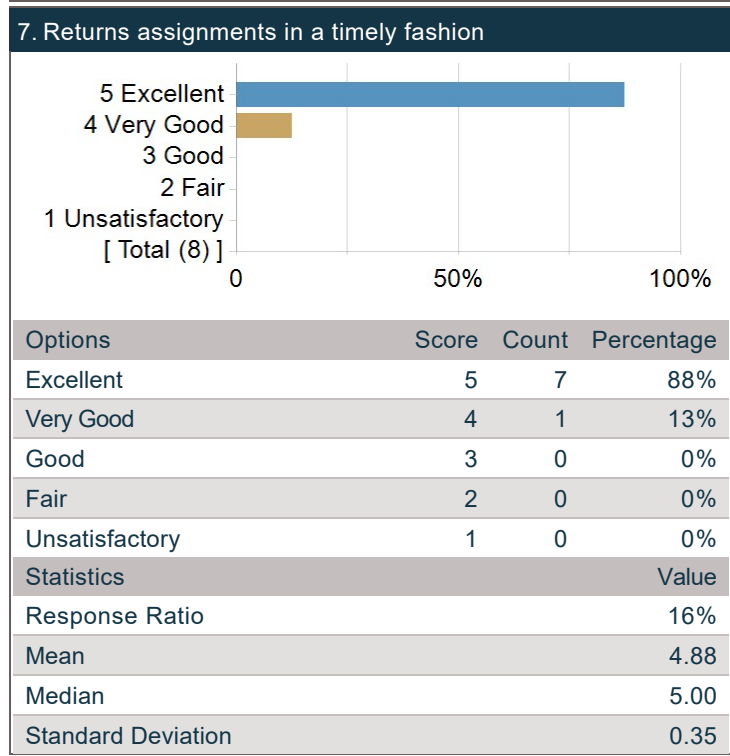 7. Returns assignments in a timely fashion
5 Excellent
4 Very Good
3 Good
2 Fair
1 Unsatisfactory
[ Total (8) ]
0 50% 100%
Options Score Count Percentage
Excellent 5 7 88%
Very Good 4 1 13%
Good 3 0 0%
Fair 2 0 0%
Unsatisfactory 1 0 0%
Statistics Value
Response Ratio 16%
Mean 4.88
Median 5.00
Standard Deviation 0.35